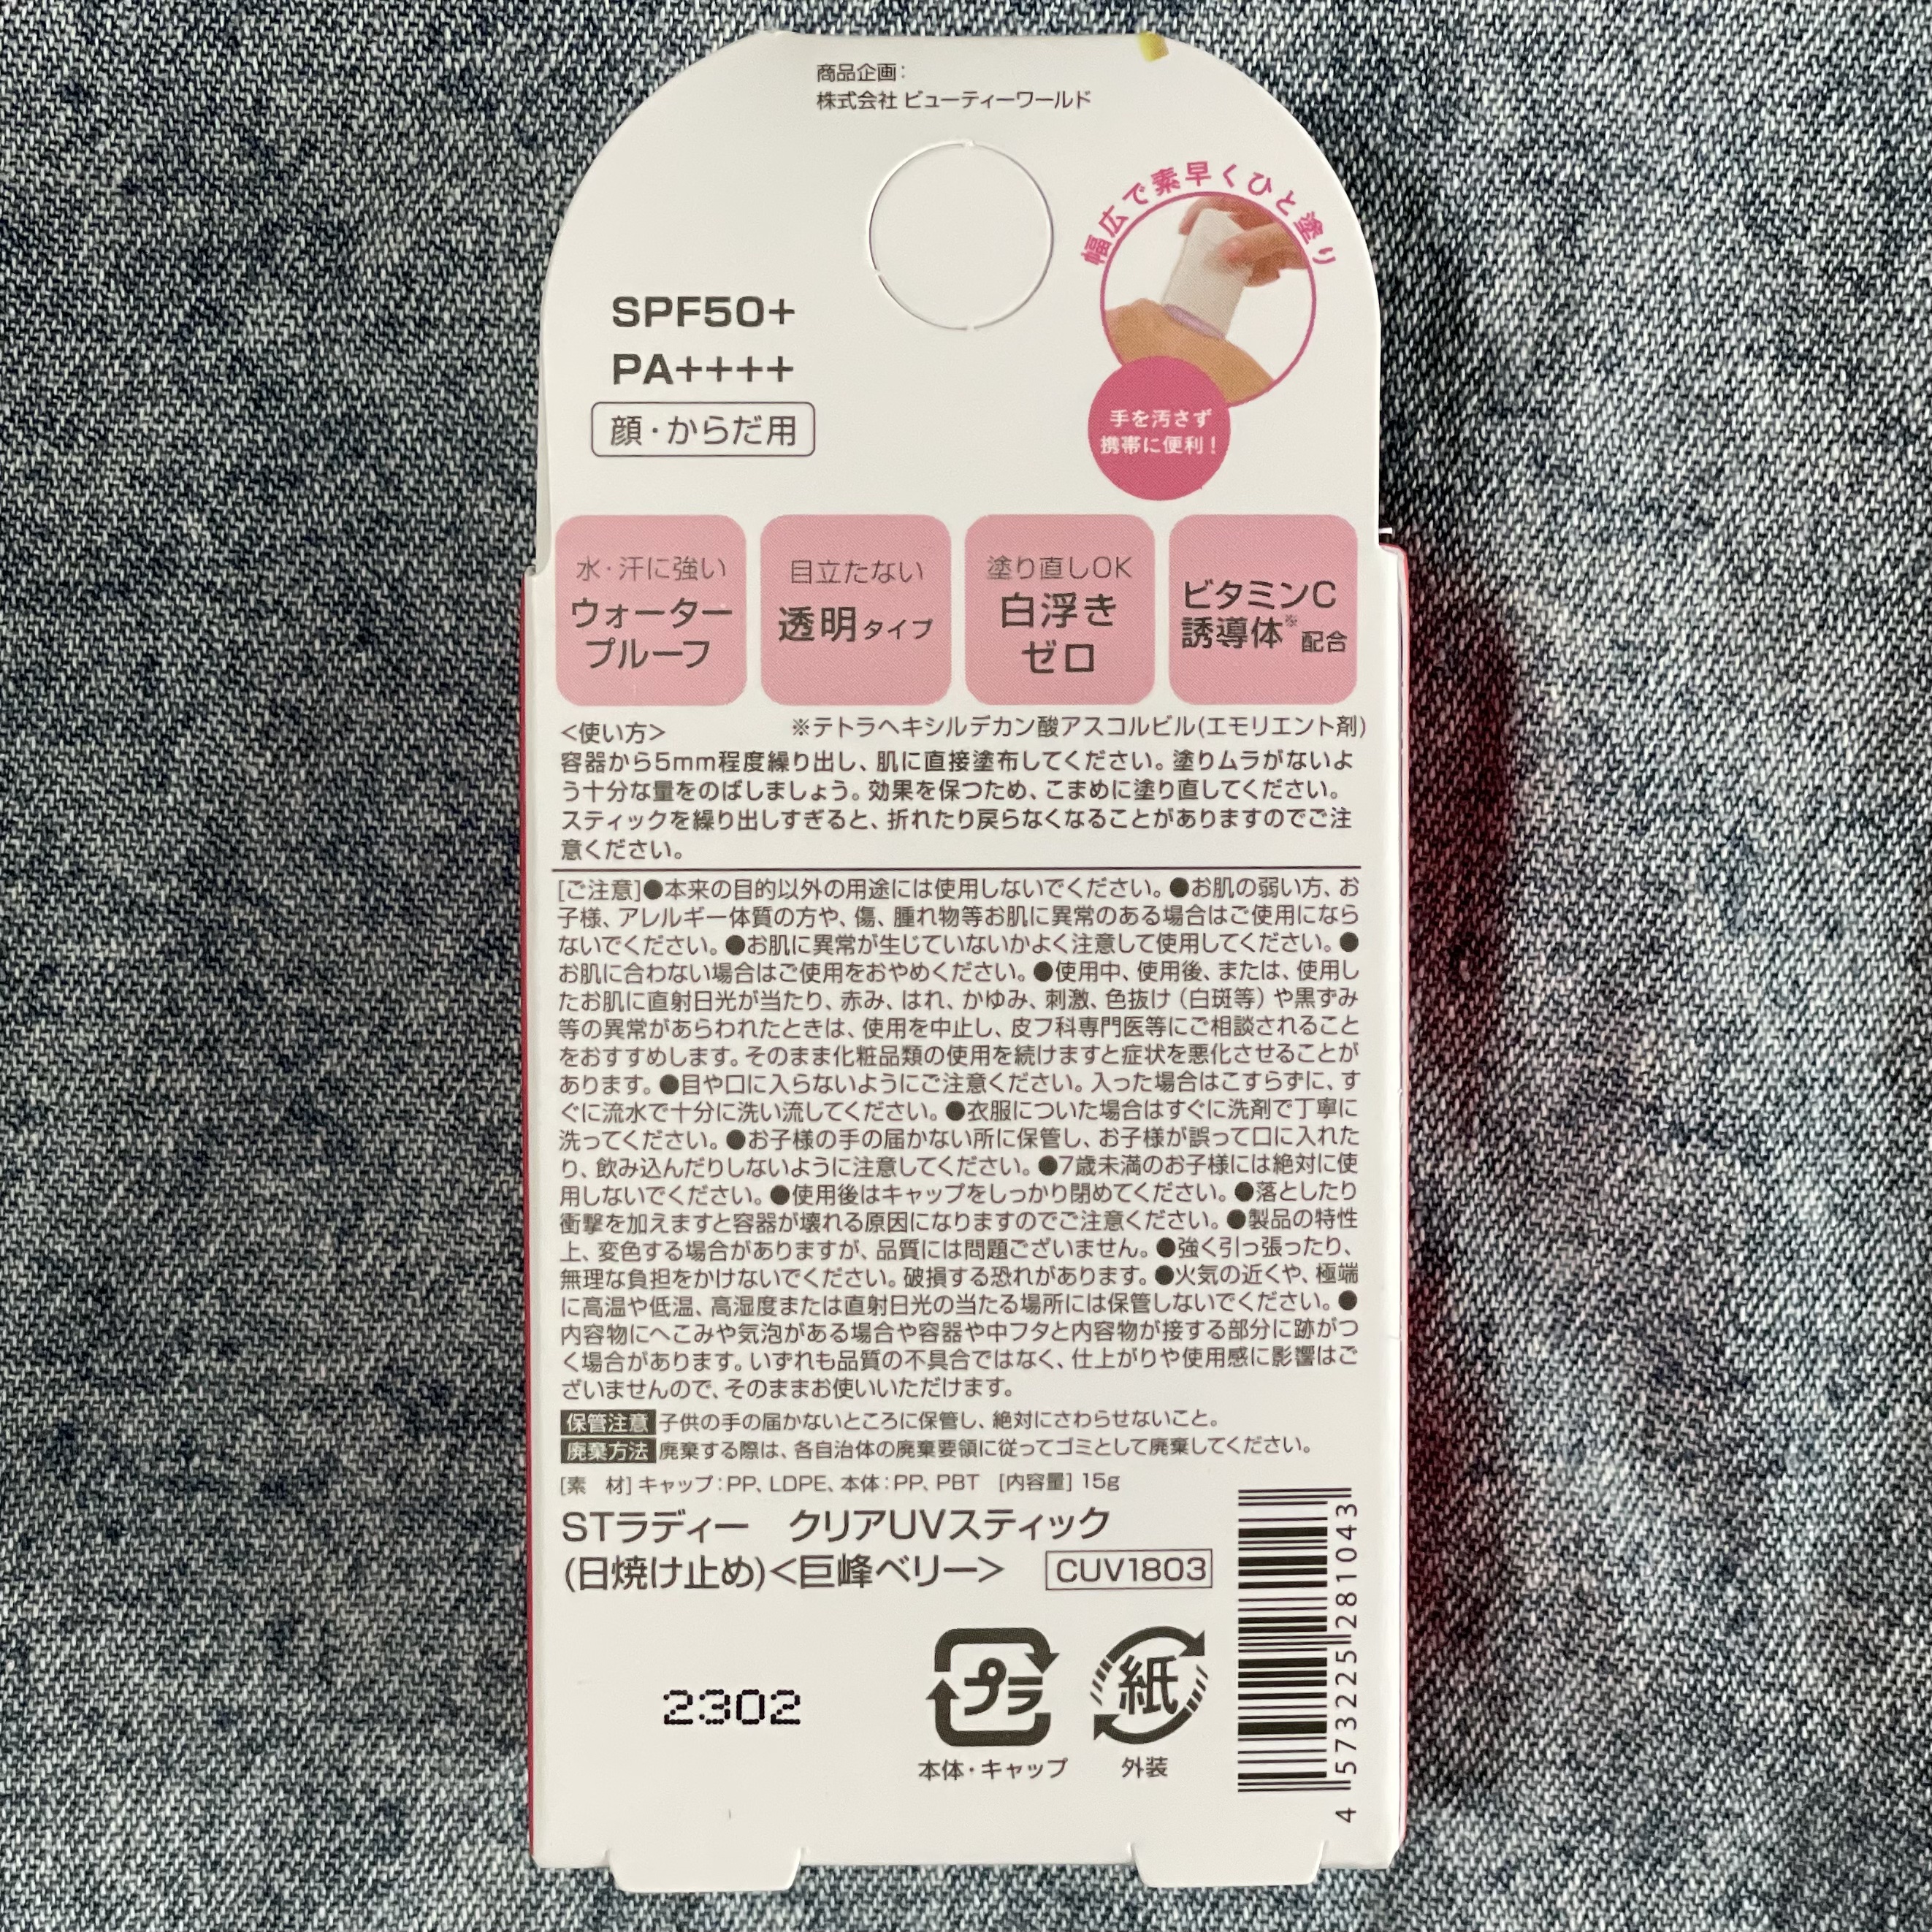 商品企画:
株式会社 ビューティーワールド
幅広で素早くひと塗り
SPF50+
PA++++
顔・からだ用
手を汚さず
携帯に便利!
水・汗に強い
ウォーター
プルーフ
目立たない
透明タイプ
塗り直しOK
白浮き
ゼロ
ビタミンC
誘導体※配合
<使い方>
※テトラヘキシルデカン酸アスコルビル(エモリエント剤)
容器から5mm程度繰り出し、肌に直接塗布してください。塗りムラがないよ
う十分な量をのばしましょう。効果を保つため、こまめに塗り直してください。
スティックを繰り出しすぎると、折れたり戻らなくなることがありますのでご注
意ください。
[ご注意]●本来の目的以外の用途には使用しないでください。●お肌の弱い方、お
子様、アレルギー体質の方や、傷、腫れ物等お肌に異常のある場合はご使用になら
ないでください。●お肌に異常が生じていないかよく注意して使用してください。●
お肌に合わない場合はご使用をおやめください。●使用中、使用後、または、使用し
たお肌に直射日光が当たり、赤み、はれ、かゆみ、刺激、色抜け(白斑等)や黒ずみ
等の異常があらわれたときは、使用を中止し、皮フ科専門医等にご相談されること
をおすすめします。そのまま化粧品類の使用を続けますと症状を悪化させることが
あります。●目や口に入らないようにご注意ください。入った場合はこすらずに、す
ぐに流水で十分に洗い流してください。●衣服についた場合はすぐに洗剤で丁寧に
洗ってください。●お子様の手の届かない所に保管し、お子様が誤って口に入れた
り、飲み込んだりしないように注意してください。●7歳未満のお子様には絶対に使
用しないでください。●使用後はキャップをしっかり閉めてください。●落としたり
衝撃を加えますと容器が壊れる原因になりますのでご注意ください。●製品の特性
上、変色する場合がありますが、品質には問題ございません。●強く引っ張ったり、
無理な負担をかけないでください。破損する恐れがあります。●火気の近くや、極端
に高温や低温、高湿度または直射日光の当たる場所には保管しないでください。●
内容物にへこみや気泡がある場合や容器や中フタと内容物が接する部分に跡がつ
く場合があります。いずれも品質の不具合ではなく、仕上がりや使用感に影響はご
ざいませんので、そのままお使いいただけます。
保管注意 子供の手の届かないところに保管し、絶対にさわらせないこと。
廃棄方法 廃棄する際は、各自治体の廃棄要領に従ってゴミとして廃棄してください。
[素 材] キャップ:PP、LDPE、本体:PP、PBT [内容量] 15g
STラディー クリアUVスティック
(日焼け止め)<巨峰ベリー> CUV1803
2302
プラ
本体・キャップ
紙
外装
4 573225 281043